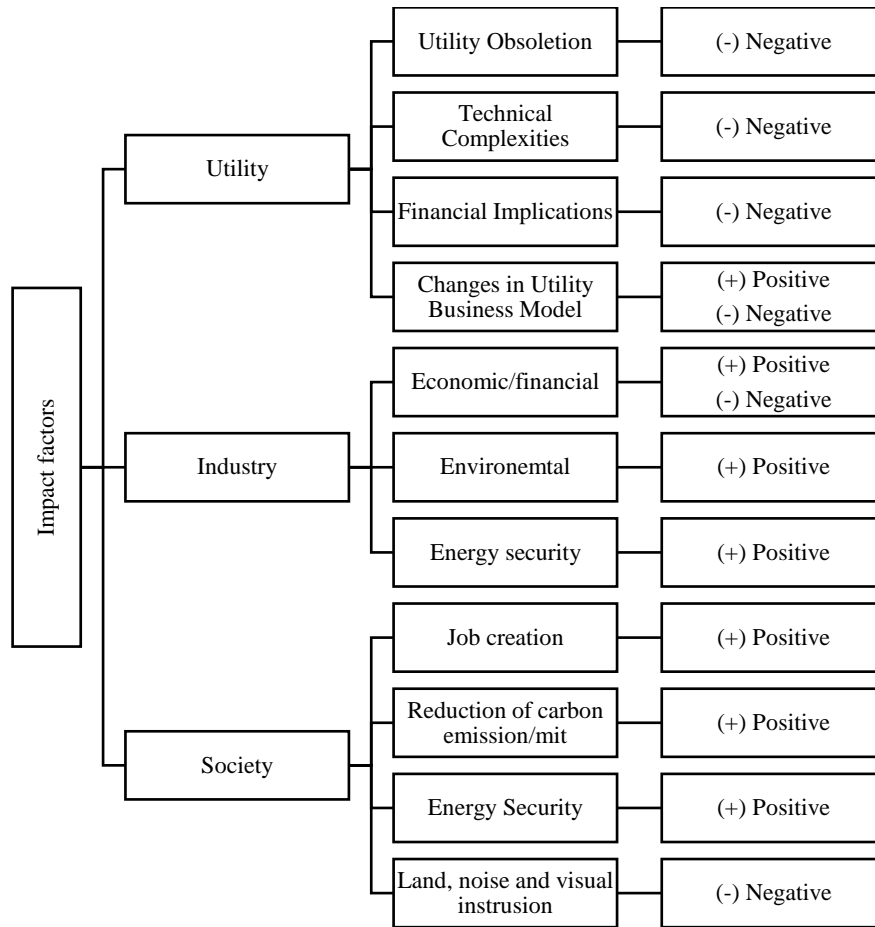 Impact factors
Utility
Utility Obsoletion
(-) Negative
Technical
Complexities
(-) Negative
Financial Implications
(-) Negative
Changes in Utility
Business Model
(+) Positive
(-) Negative
Industry
Economic/financial
(+) Positive
(-) Negative
Environemtal
(+) Positive
Energy security
(+) Positive
Society
Job creation
(+) Positive
Reduction of carbon
emission/mit
(+) Positive
Energy Security
(+) Positive
Land, noise and visual
instrusion
(-) Negative